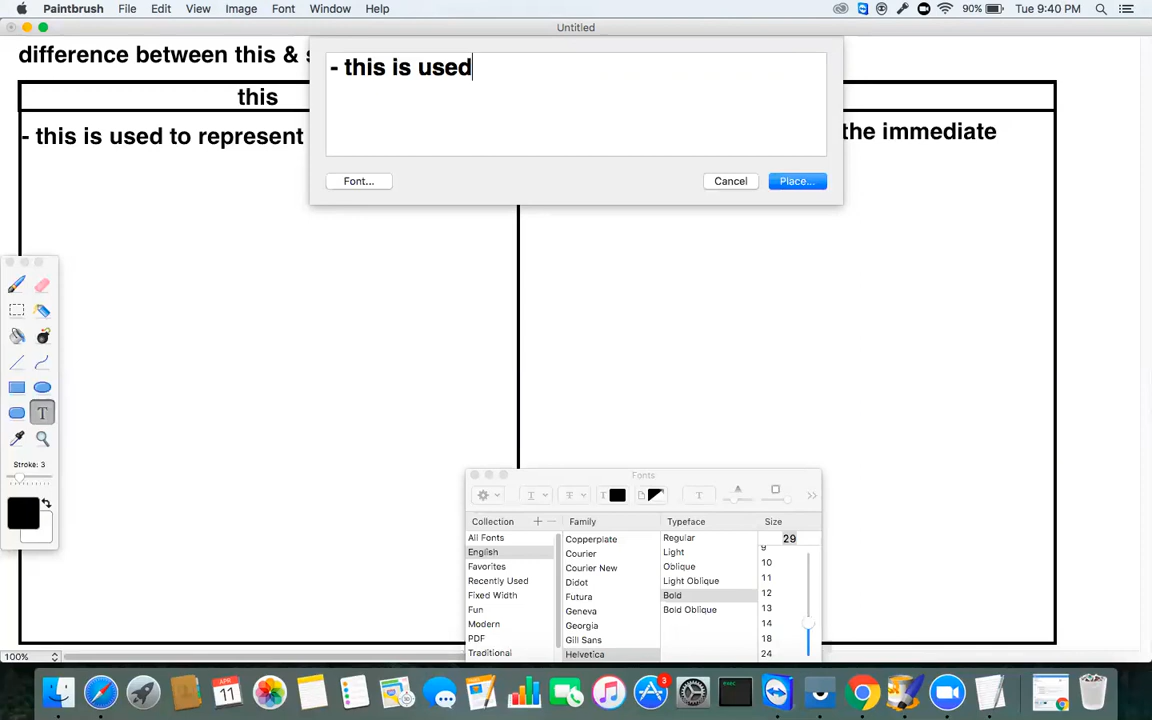 Paintbrush File Edit View Image Font Window Help 90% Tue 9:40 PM
Untitled
difference between this & s
- this is used
this
- this is used to represent
the immediate
Font... Cancel Place...
Stroke: 3
Fonts
Collection Family Typeface Size
All Fonts
English
Favorites
Recently Used
Fixed Width
Fun
Modern
PDF
Traditional
Copperplate
Courier
Courier New
Didot
Futura
Geneva
Georgia
Gill Sans
Helvetica
Regular
Light
Oblique
Light Oblique
Bold
Bold Oblique
29
9
10
11
12
13
14
18
24
100%
APR
11
3